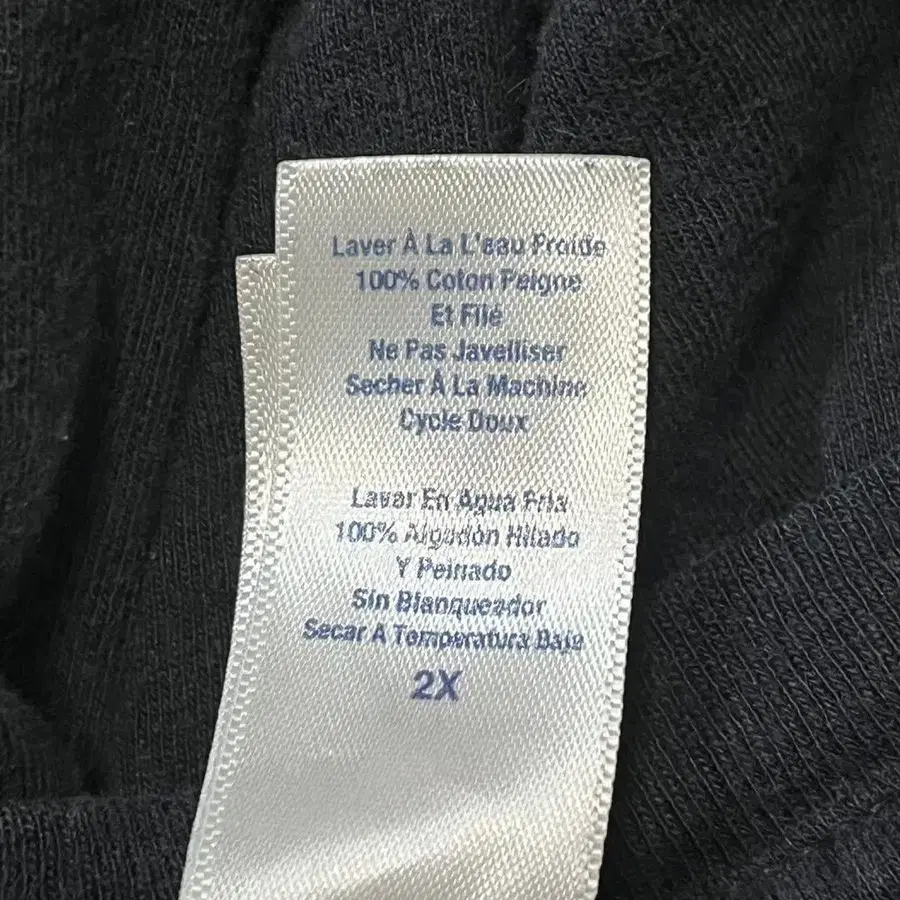 Laver À La L'eau Froide
100% Coton Peigne
Et File
Ne Pas Javelliser
Secher À La Machine
Cycle Doux
Lavar En Agua Fria
100% Algodón Hilado
Y Peinado
Sin Blanqueador
Secar A Temperatura Baja
2X